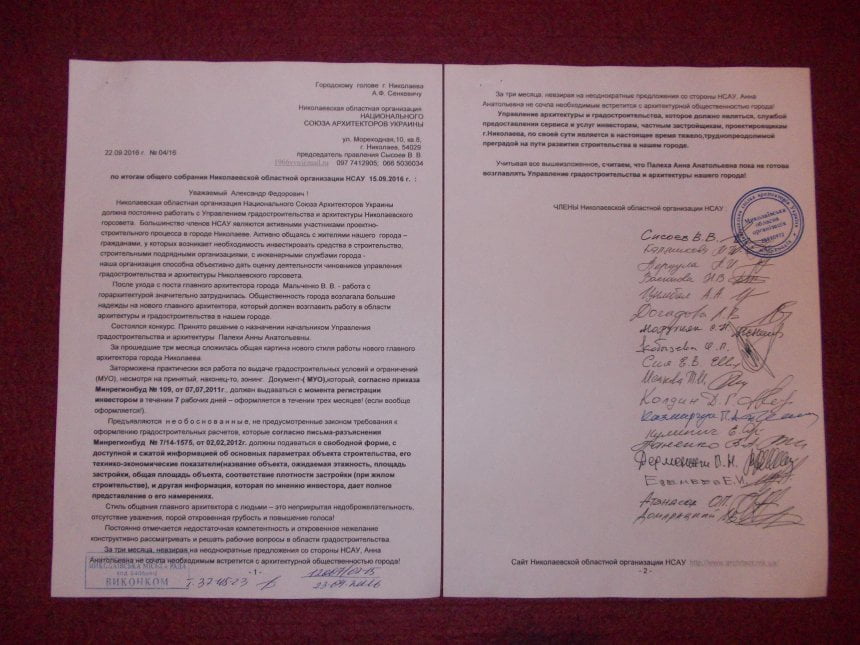 Городскому голове г. Николаева
А.Ф. Сенкевичу
Николаевская областная организация
НАЦИОНАЛЬНОГО
СОЮЗА АРХИТЕКТОРОВ УКРАИНЫ
ул. Мореходная,10, кв.8,
г. Николаев, 54029
22.09.2016 г. № 04/16
председатель правления Сысоев В. В.
097 7412905; 066 5036034
по итогам общего собрания Николаевской областной организации НСАУ 15.09.2016 г. :
Уважаемый Александр Федорович !
Николаевская областная организация Национального Союза Архитекторов Украины
должна постоянно работать с Управлением градостроительства и архитектуры Николаевского
горсовета. Большинство членов НСАУ являются активными участниками проектно-
строительного процесса в городе Николаеве. Активно общаясь с жителями нашего города –
гражданами, у которых возникает необходимость инвестировать средства в строительство,
строительными подрядными организациями, с инженерными службами города -
наша организация способна объективно дать оценку деятельности чиновников управления
градостроительства и архитектуры Николаевского горсовета.
После ухода с поста главного архитектора города Мальченко В. В. - работа с
горархитектурой значительно затруднилась. Общественность города возлагала большие
надежды на нового главного архитектора, который должен возглавить работу в области
архитектуры и градостроительства в нашем городе.
Состоялся конкурс. Принято решение о назначении начальником Управления
градостроительства и архитектуры Палехи Анны Анатольевны.
За прошедшие три месяца сложилась общая картина нового стиля работы нового главного
архитектора города Николаева
Заторможена практически вся работа по выдаче градостроительных условий и ограничений
(МУО), несмотря на принятый, наконец-то, зонинг. Документ-( МУО),который, согласно приказа
Минрегионбуд № 109, от 07,07,2011г., должен выдаваться с момента регистрации
инвестором в течении 7 рабочих дней – оформляется в течении трех месяцев! (если вообще
оформляется!).
Предъявляются необоснованные, не предусмотренные законом требования к
оформлению градостроительных расчетов, которые согласно письма-разъяснения
Минрегионбуд № 7/14-1575, от 02.02,2012г. должны подаваться в свободной форме, с
доступной и сжатой информацией об основных параметрах объекта строительства, его
технико-экономические показатели(название объекта, ожидаемая этажность, площадь
застройки, общая площадь объекта, соответствие плотности застройки (при жилом
строительстве), и другая информация, которая по мнению инвестора, дает полное
представление о его намерениях.
Стиль общения главного архитектора с людьми – это неприкрытая недоброжелательность,
отсутствие уважения, порой откровенная грубость и повышение голоса!
Постоянно отмечается недостаточная компетентность и откровенное нежелание
конструктивно рассматривать и решать рабочие вопросы в области градостроительства.
За три месяца, невзирая на неоднократные предложения со стороны НСАУ, Анна
Анатольевна не сочла необходимым встретится с архитектурной общественностью города!
- 1 -
МИКОЛАЇВСЬКА МІСЬКА РАДА
ВИКОНКОМ
За три месяца, невзирая на неоднократные предложения со стороны НСАУ, Анна
Анатольевна не сочла необходимым встретится с архитектурной общественностью города!
Управление архитектуры и градостроительства, которое должно являться, службой
предоставления сервиса и услуг инвесторам, частным застройщикам, проектировщикам
г.Николаева, по своей сути является в настоящее время тяжело,труднопреодолимой
преградой на пути развития строительства в нашем городе.
Учитывая все вышеизложенное, считаем, что Палеха Анна Анатольевна пока не готова
возглавлять Управление градостроительства и архитектуры нашего города!
ЧЛЕНЫ Николаевской областной организации НСАУ :
Миколаївська
обласна
організація
Сысоев В.В.
Догадова
Колдин Д.Г.
Сайт Николаевской областной организации НСАУ http://www.architect.mk.ua/
- 2 -